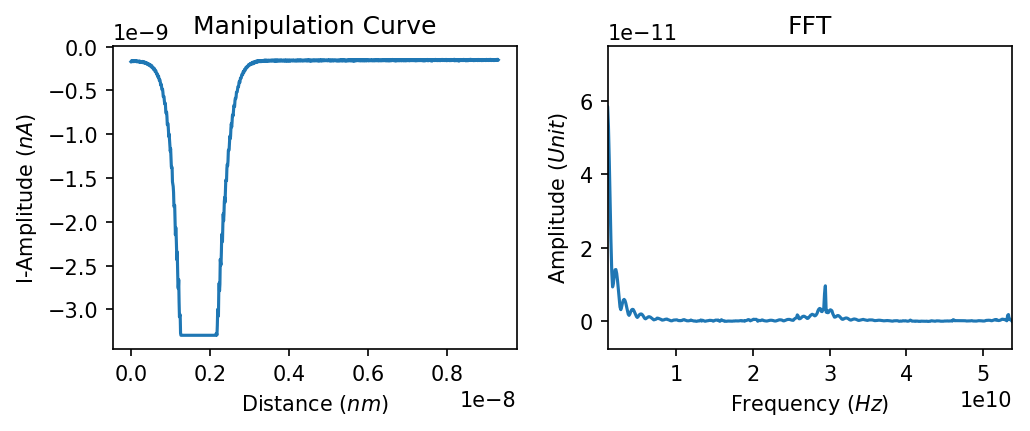 Manipulation Curve
1e−9
0.0
−0.5
−1.0
−1.5
−2.0
−2.5
−3.0
I-Amplitude (nA)
0.0 0.2 0.4 0.6 0.8
Distance (nm)
1e−8
FFT
1e−11
6
4
2
0
Amplitude (Unit)
1 2 3 4 5
Frequency (Hz)
1e10